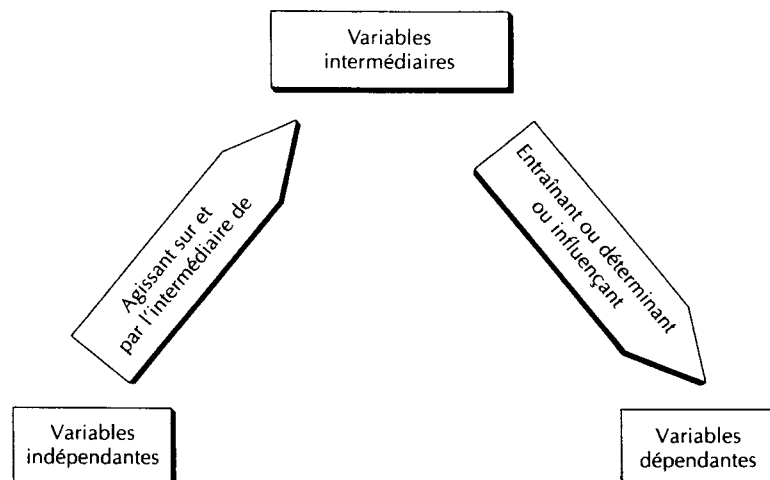 Variables
intermédiaires
Agissant sur et
par l'intermédiaire de
Entraînant ou déterminant
ou influençant
Variables
indépendantes
Variables
dépendantes